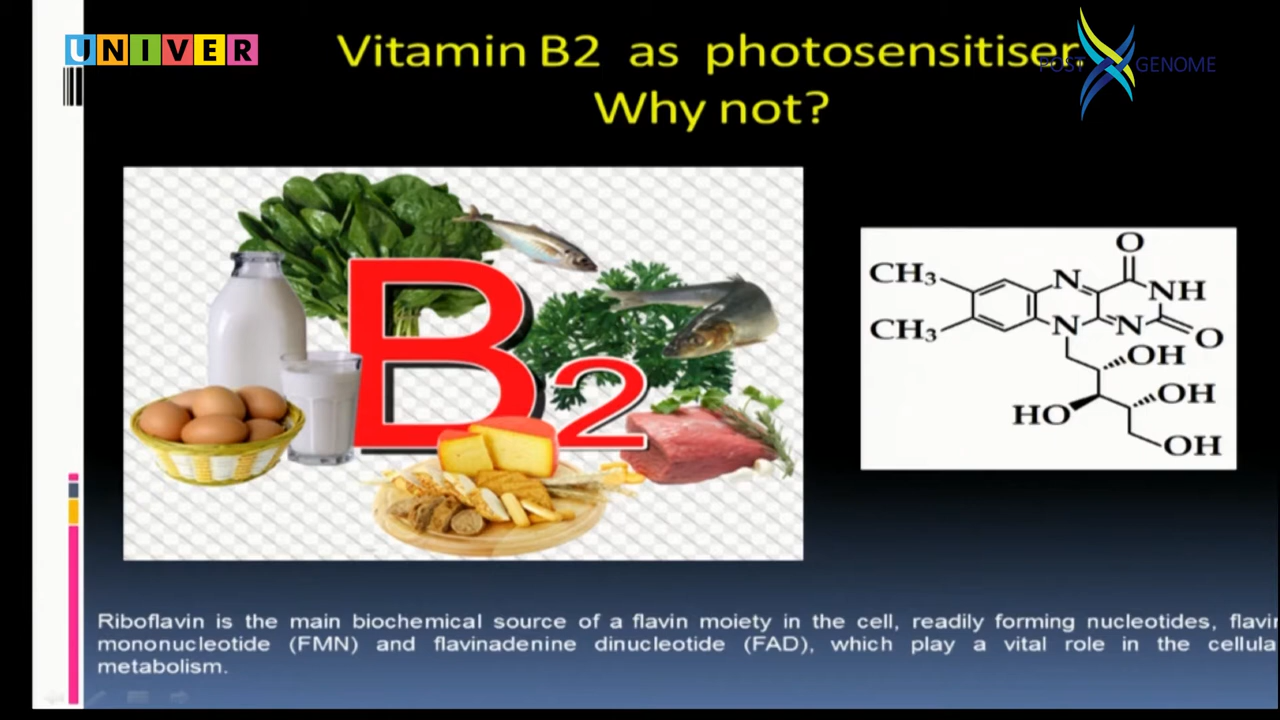 UNIVER
Vitamin B2 as photosensitiser.
Why not?
POST GENOME
B2
O
CH3
N
NH
CH3
N
N
O
OH
OH
HO
OH
Riboflavin is the main biochemical source of a flavin moiety in the cell, readily forming nucleotides, flavin
mononucleotide (FMN) and flavinadenine dinucleotide (FAD), which play a vital role in the cellula
metabolism.